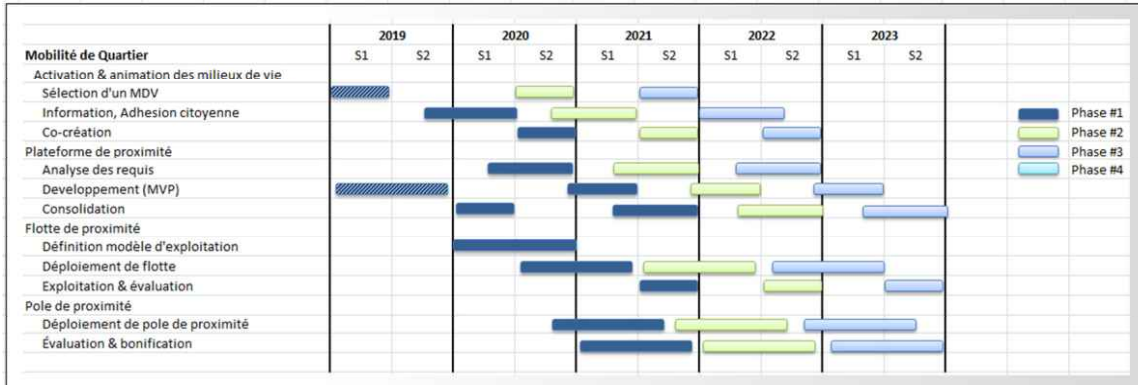 2019 2020 2021 2022 2023
Mobilité de Quartier S1 S2 S1 S2 S1 S2 S1 S2 S1 S2
Activation & animation des milieux de vie
Sélection d'un MDV
Information, Adhesion citoyenne
Co-création
Plateforme de proximité
Analyse des requis
Developpement (MVP)
Consolidation
Flotte de proximité
Définition modèle d'exploitation
Déploiement de flotte
Exploitation & évaluation
Pole de proximité
Déploiement de pole de proximité
Évaluation & bonification
Phase #1
Phase #2
Phase #3
Phase #4